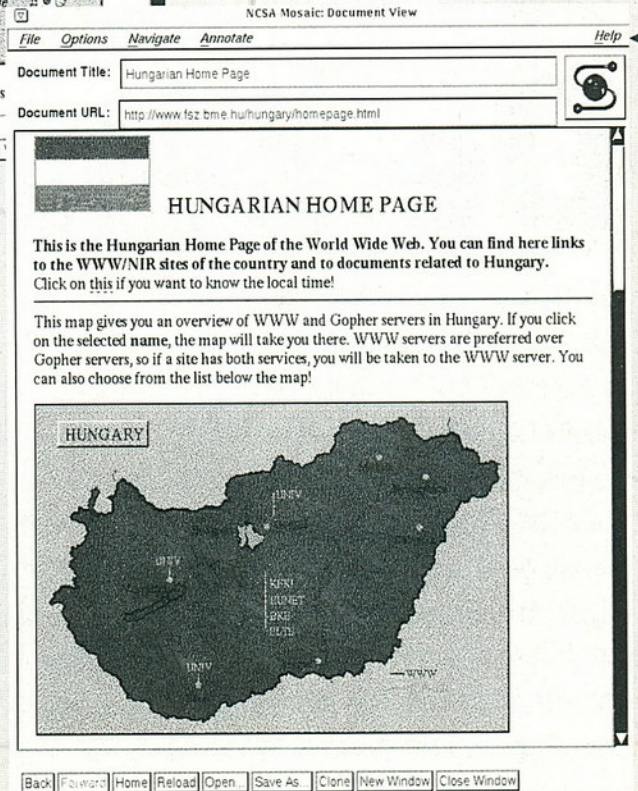 NCSA Mosaic: Document View
File Options Navigate Annotate Help
Document Title: Hungarian Home Page
Document URL: http://www.fsz.bme.hu/hungary/homepage.html
HUNGARIAN HOME PAGE
This is the Hungarian Home Page of the World Wide Web. You can find here links
to the WWW/NIR sites of the country and to documents related to Hungary.
Click on this if you want to know the local time!
This map gives you an overview of WWW and Gopher servers in Hungary. If you click
on the selected name, the map will take you there. WWW servers are preferred over
Gopher servers, so if a site has both services, you will be taken to the WWW server. You
can also choose from the list below the map!
HUNGARY
UNIV
UNIV
KFKI
EUNET
BKE
ELTE
UNIV
WWW
Back Forward Home Reload Open... Save As... Clone New Window Close Window